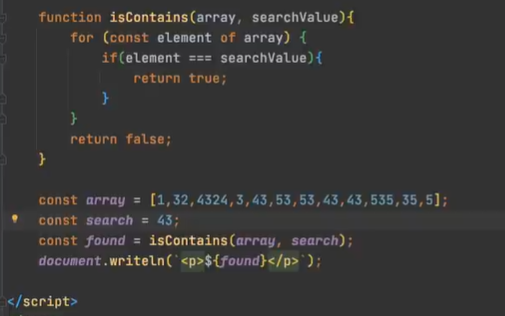 function isContains(array, searchValue){
for (const element of array) {
if(element === searchValue){
return true;
}
}
return false;
}
const array = [1,32,4324,3,43,53,53,43,43,535,35,5];
const search = 43;
const found = isContains(array, search);
document.writeln(`<p>${found}</p>`);
</script>